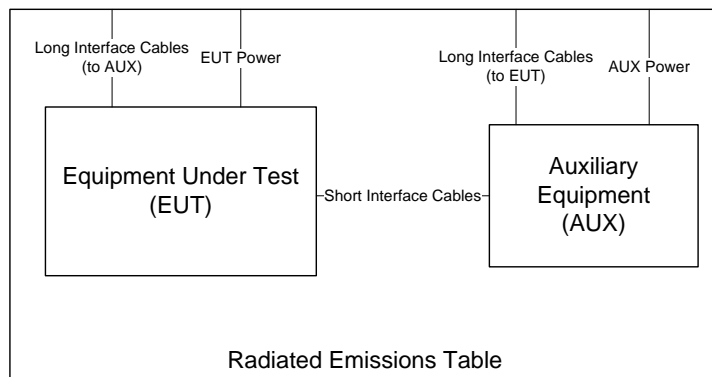 Long Interface Cables
(to AUX)
EUT Power
Long Interface Cables
(to EUT)
AUX Power
Equipment Under Test
(EUT)
Short Interface Cables
Auxiliary
Equipment
(AUX)
Radiated Emissions Table